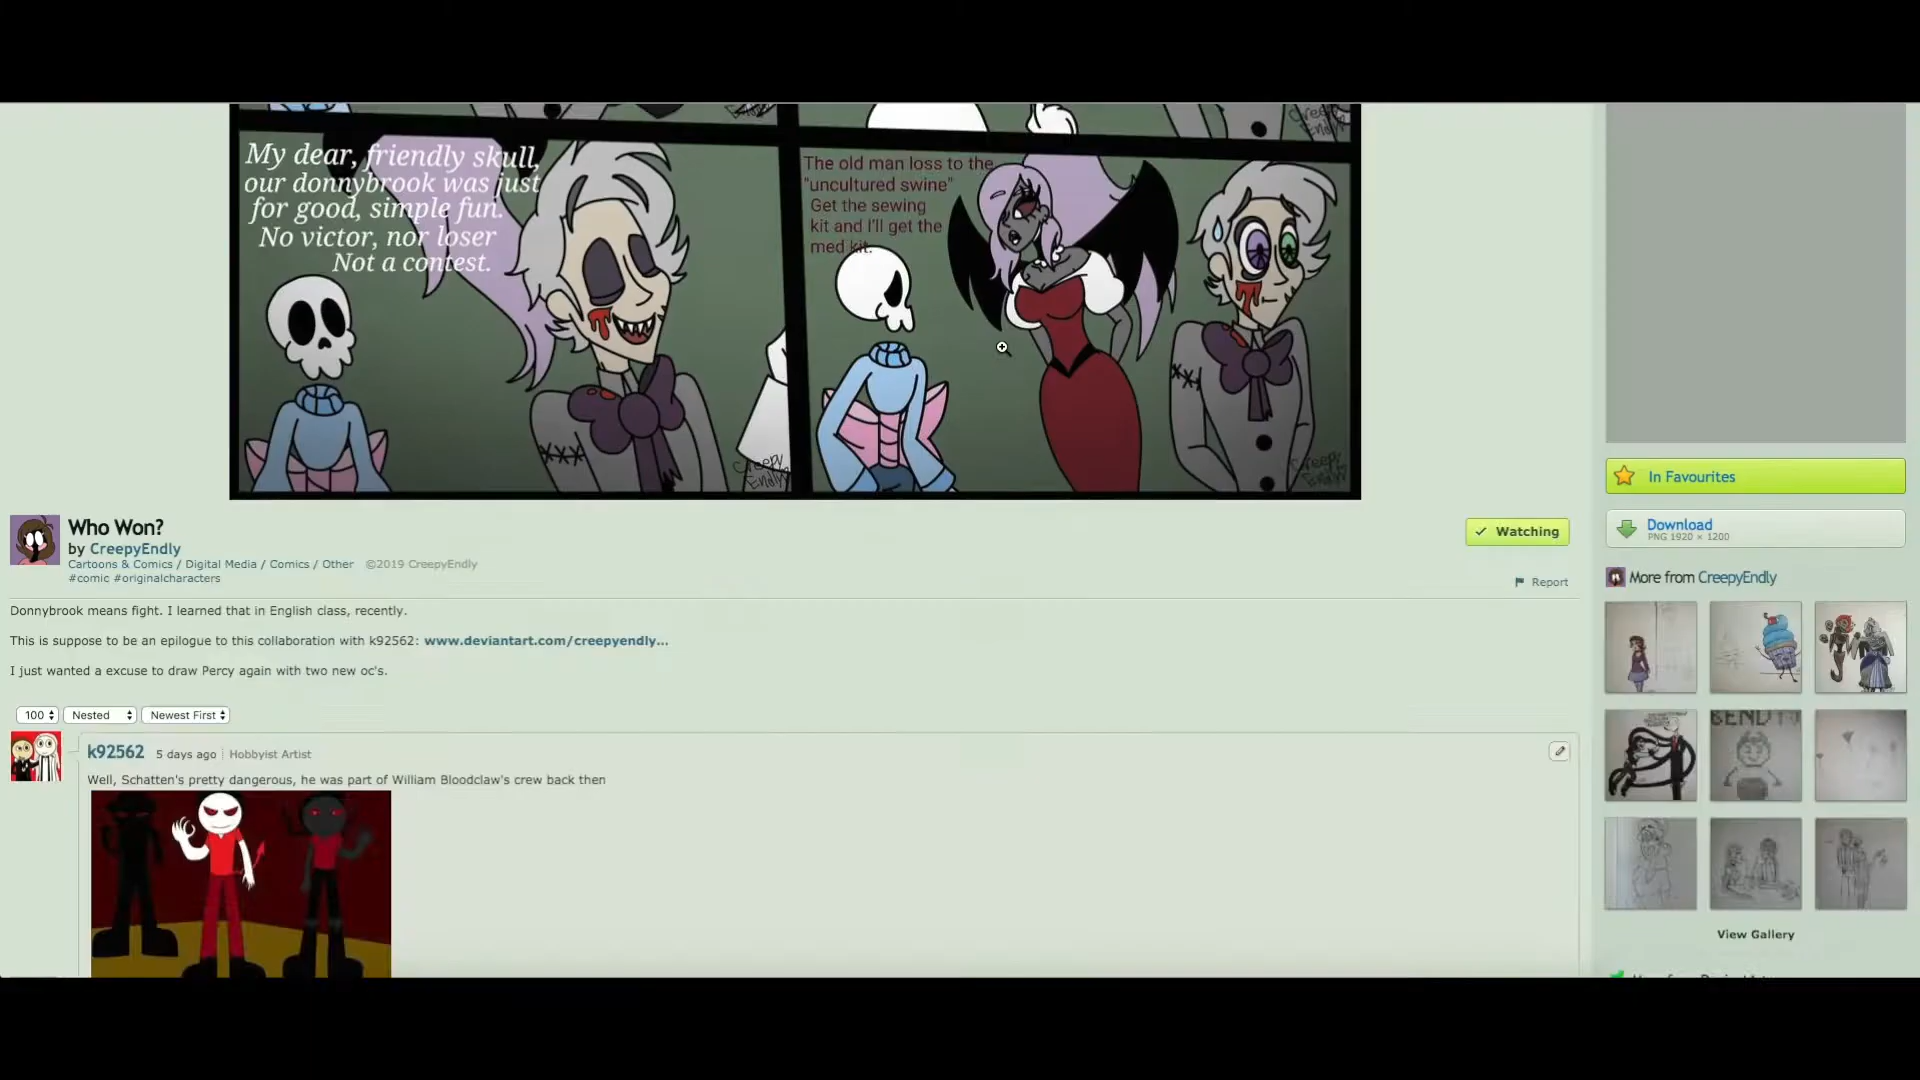 My dear, friendly skull,
our donnybrook was just
for good, simple fun.
No victor, nor loser
Not a contest.
The old man loss to the
"uncultured swine"
Get the sewing
kit and I'll get the
med kit.
Creepy
Endly
Creepy
Endly
Who Won?
by CreepyEndly
Cartoons & Comics / Digital Media / Comics / Other ©2019 CreepyEndly
#comic #originalcharacters
Watching
Report
In Favourites
Download
PNG 1920 × 1200
More from CreepyEndly
Donnybrook means fight. I learned that in English class, recently.
This is suppose to be an epilogue to this collaboration with k92562: www.deviantart.com/creepyendly...
I just wanted a excuse to draw Percy again with two new oc's.
100 Nested Newest First
k92562 5 days ago Hobbyist Artist
Well, Schatten's pretty dangerous, he was part of William Bloodclaw's crew back then
BENDY
View Gallery